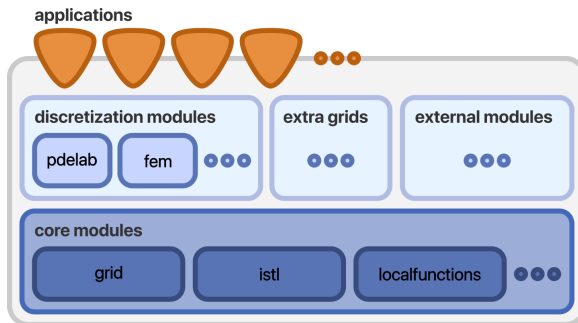 applications
discretization modules
extra grids
external modules
pdelab
fem
core modules
grid
istl
localfunctions